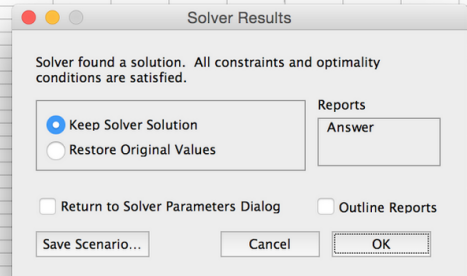 Solver Results
Solver found a solution.  All constraints and optimality
conditions are satisfied.
Keep Solver Solution
Restore Original Values
Reports
Answer
Return to Solver Parameters Dialog
Outline Reports
Save Scenario...
Cancel
OK